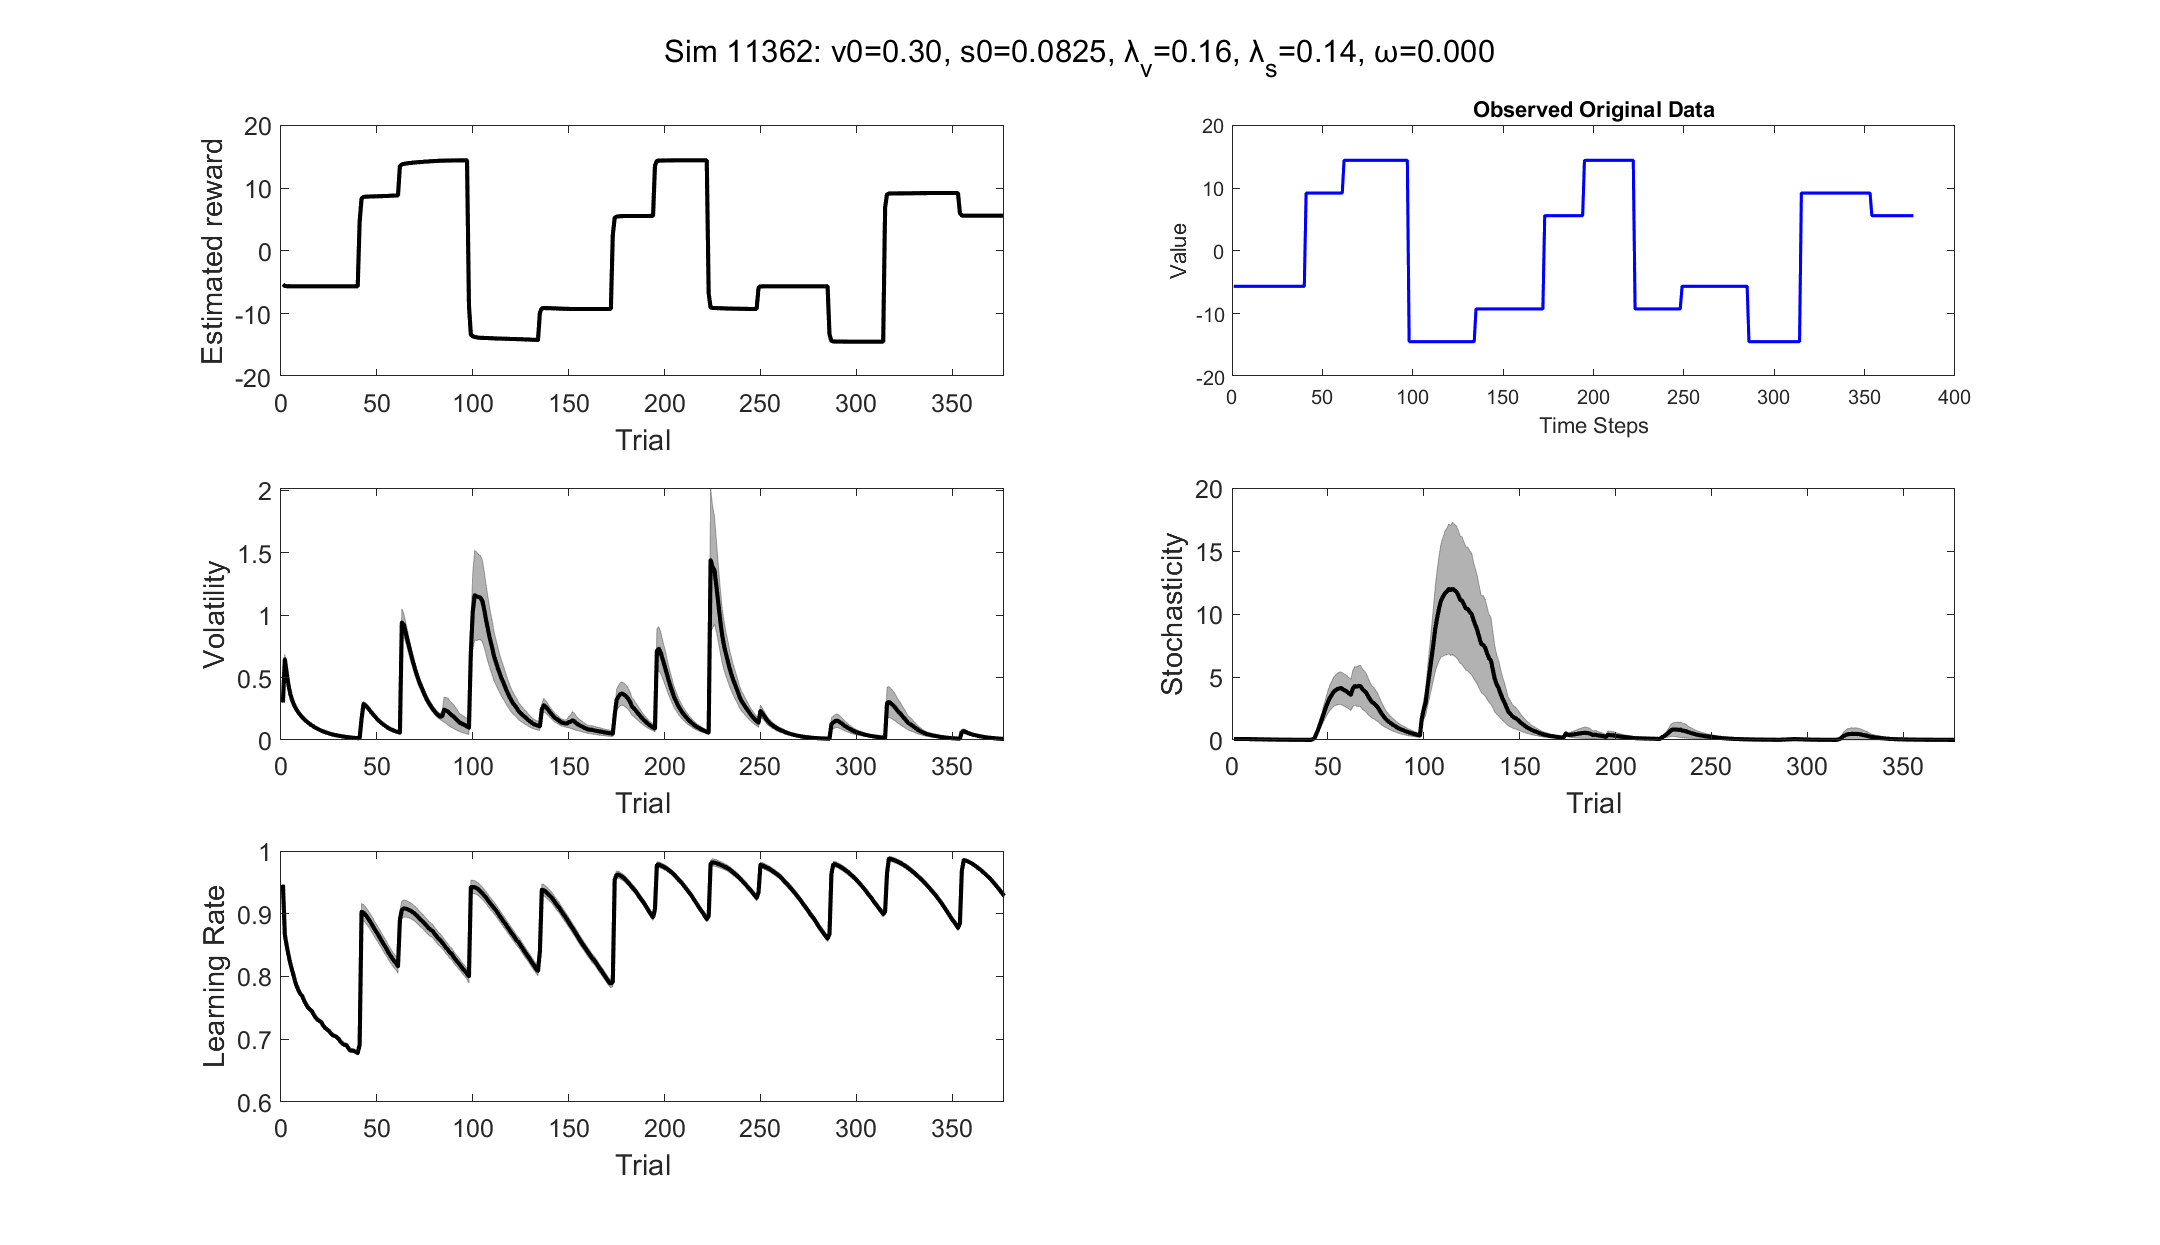 Sim 11362: v0=0.30, s0=0.0825, λ_v=0.16, λ_s=0.14, ω=0.000
20
10
0
-10
-20
Estimated reward
0 50 100 150 200 250 300 350
Trial
Observed Original Data
20
10
0
-10
-20
Value
0 50 100 150 200 250 300 350 400
Time Steps
2
1.5
1
0.5
0
Volatility
0 50 100 150 200 250 300 350
Trial
20
15
10
5
0
Stochasticity
0 50 100 150 200 250 300 350
Trial
1
0.9
0.8
0.7
0.6
Learning Rate
0 50 100 150 200 250 300 350
Trial